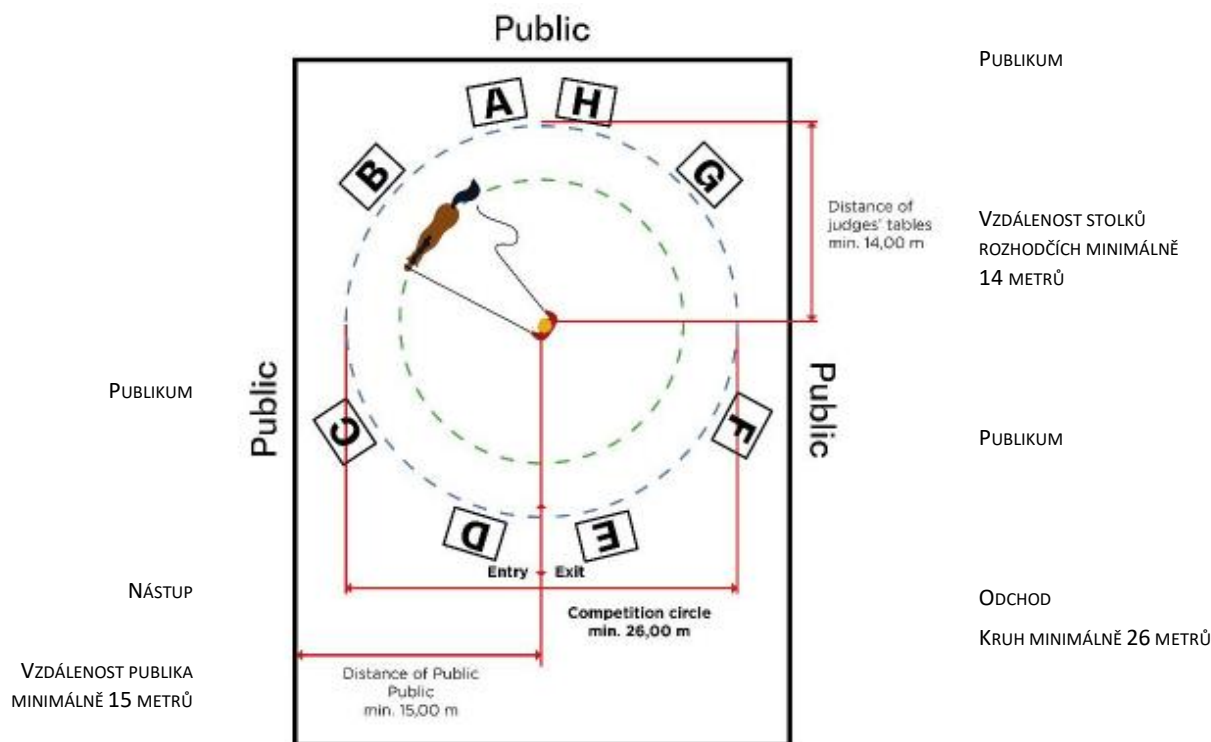 Public
PUBLIKUM
A
H
B
G
Distance of
judges' tables
min. 14,00 m
VZDÁLENOST STOLKŮ
ROZHODČÍCH MINIMÁLNĚ
14 METRŮ
PUBLIKUM
Public
Public
C
F
PUBLIKUM
D
E
Entry
Exit
NÁSTUP
ODCHOD
Competition circle
min. 26,00 m
KRUH MINIMÁLNĚ 26 METRŮ
VZDÁLENOST PUBLIKA
MINIMÁLNĚ 15 METRŮ
Distance of Public
Public
min. 15,00 m